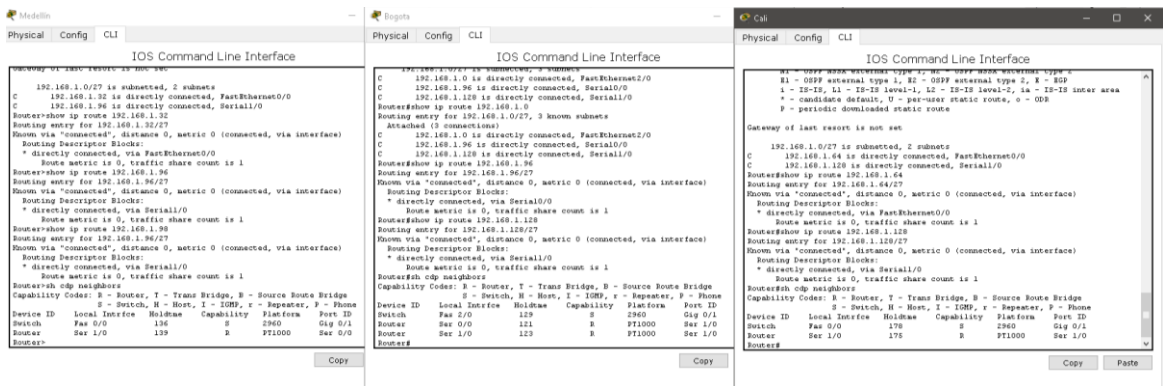 Medellin
Physical Config CLI
IOS Command Line Interface
Gateway of last resort is not set
192.168.1.0/27 is subnetted, 2 subnets
C 192.168.1.32 is directly connected, FastEthernet0/0
C 192.168.1.96 is directly connected, Serial1/0
Router>show ip route 192.168.1.32
Routing entry for 192.168.1.32/27
Known via "connected", distance 0, metric 0 (connected, via interface)
Routing Descriptor Blocks:
* directly connected, via FastEthernet0/0
Route metric is 0, traffic share count is 1
Router>show ip route 192.168.1.96
Routing entry for 192.168.1.96/27
Known via "connected", distance 0, metric 0 (connected, via interface)
Routing Descriptor Blocks:
* directly connected, via Serial1/0
Route metric is 0, traffic share count is 1
Router>show ip route 192.168.1.98
Routing entry for 192.168.1.96/27
Known via "connected", distance 0, metric 0 (connected, via interface)
Routing Descriptor Blocks:
* directly connected, via Serial1/0
Route metric is 0, traffic share count is 1
Router>sh cdp neighbors
Capability Codes: R - Router, T - Trans Bridge, B - Source Route Bridge
S - Switch, H - Host, I - IGMP, r - Repeater, P - Phone
Device ID Local Intrfce Holdtme Capability Platform Port ID
Switch Fas 0/0 136 S 2960 Gig 0/1
Router Ser 1/0 139 R PT1000 Ser 0/0
Router>
Copy
Bogota
Physical Config CLI
IOS Command Line Interface
192.168.1.0/27 is subnetted, 3 subnets
C 192.168.1.0 is directly connected, FastEthernet2/0
C 192.168.1.96 is directly connected, Serial0/0
C 192.168.1.128 is directly connected, Serial1/0
Router#show ip route 192.168.1.0
Routing entry for 192.168.1.0/27, 3 known subnets
Attached (3 connections)
C 192.168.1.0 is directly connected, FastEthernet2/0
C 192.168.1.96 is directly connected, Serial0/0
C 192.168.1.128 is directly connected, Serial1/0
Router#show ip route 192.168.1.96
Routing entry for 192.168.1.96/27
Known via "connected", distance 0, metric 0 (connected, via interface)
Routing Descriptor Blocks:
* directly connected, via Serial0/0
Route metric is 0, traffic share count is 1
Router#show ip route 192.168.1.128
Routing entry for 192.168.1.128/27
Known via "connected", distance 0, metric 0 (connected, via interface)
Routing Descriptor Blocks:
* directly connected, via Serial1/0
Route metric is 0, traffic share count is 1
Router#sh cdp neighbors
Capability Codes: R - Router, T - Trans Bridge, B - Source Route Bridge
S - Switch, H - Host, I - IGMP, r - Repeater, P - Phone
Device ID Local Intrfce Holdtme Capability Platform Port ID
Switch Fas 2/0 129 S 2960 Gig 0/1
Router Ser 0/0 121 R PT1000 Ser 1/0
Router Ser 1/0 123 R PT1000 Ser 1/0
Router#
Copy
Cali
Physical Config CLI
IOS Command Line Interface
N1 - OSPF NSSA external type 1, N2 - OSPF NSSA external type 2
E1 - OSPF external type 1, E2 - OSPF external type 2, E - EGP
i - IS-IS, L1 - IS-IS level-1, L2 - IS-IS level-2, ia - IS-IS inter area
* - candidate default, U - per-user static route, o - ODR
P - periodic downloaded static route
Gateway of last resort is not set
192.168.1.0/27 is subnetted, 2 subnets
C 192.168.1.64 is directly connected, FastEthernet0/0
C 192.168.1.128 is directly connected, Serial1/0
Router#show ip route 192.168.1.64
Routing entry for 192.168.1.64/27
Known via "connected", distance 0, metric 0 (connected, via interface)
Routing Descriptor Blocks:
* directly connected, via FastEthernet0/0
Route metric is 0, traffic share count is 1
Router#show ip route 192.168.1.128
Routing entry for 192.168.1.128/27
Known via "connected", distance 0, metric 0 (connected, via interface)
Routing Descriptor Blocks:
* directly connected, via Serial1/0
Route metric is 0, traffic share count is 1
Router#sh cdp neighbors
Capability Codes: R - Router, T - Trans Bridge, B - Source Route Bridge
S - Switch, H - Host, I - IGMP, r - Repeater, P - Phone
Device ID Local Intrfce Holdtme Capability Platform Port ID
Switch Fas 0/0 178 S 2960 Gig 0/1
Router Ser 1/0 175 R PT1000 Ser 1/0
Router#
Copy Paste